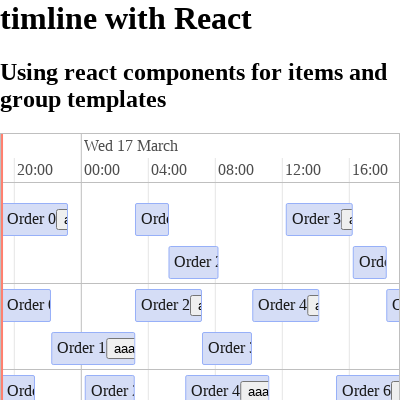 timline with React
Using react components for items and
group templates
Wed 17 March
20:00 00:00 04:00 08:00 12:00 16:00
Order 0 Order 3
Order
Order 2 Order 4
Order 1 aaa Order
Order Order 4 aaa Order 6